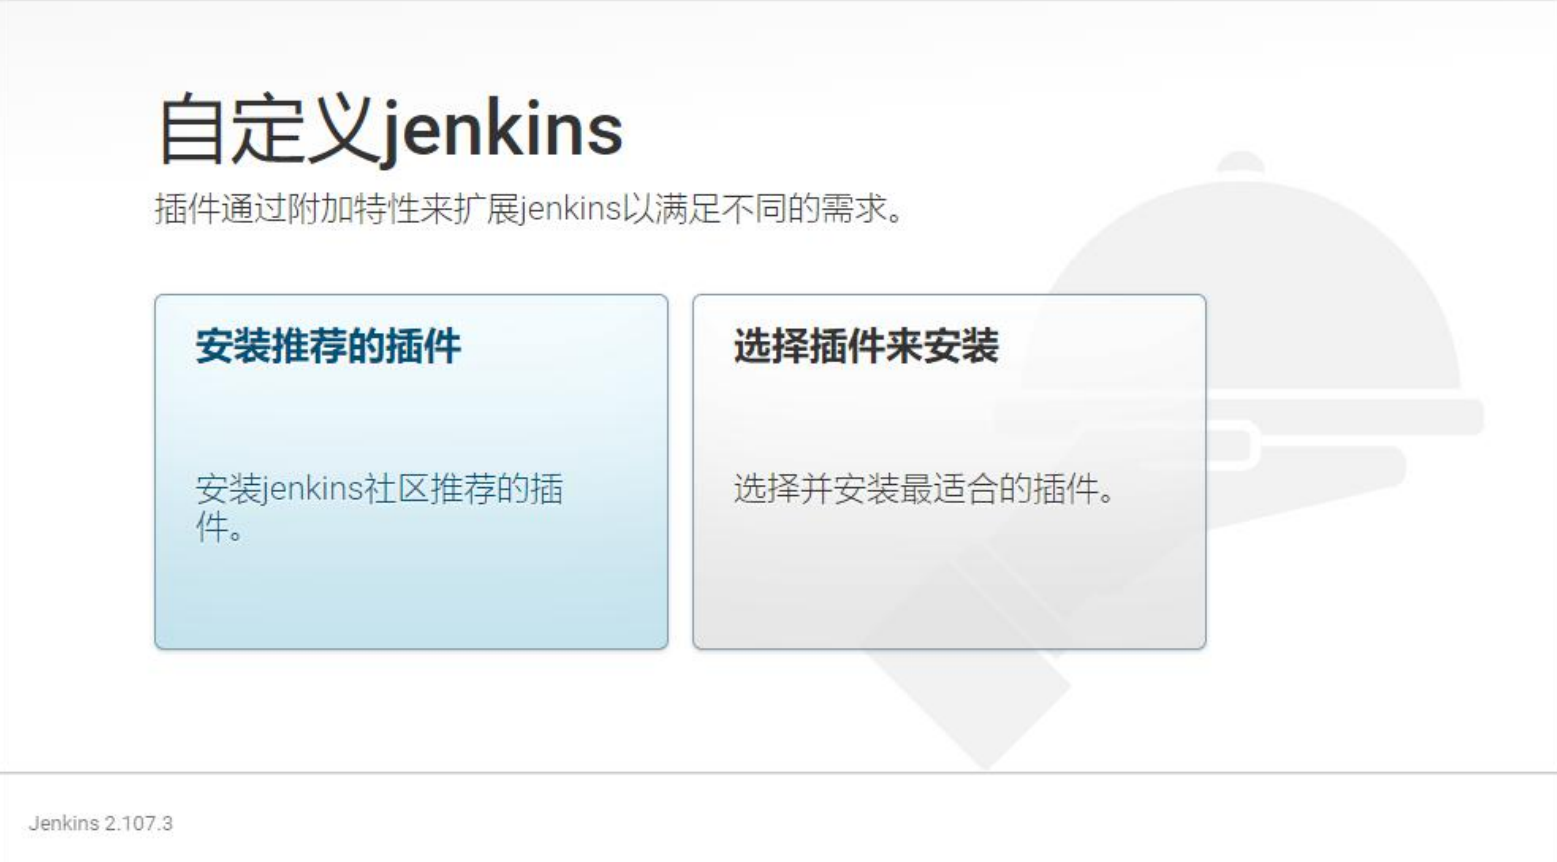 自定义jenkins
插件通过附加特性来扩展jenkins以满足不同的需求。
安装推荐的插件
安装jenkins社区推荐的插
件。
选择插件来安装
选择并安装最适合的插件。
Jenkins 2.107.3